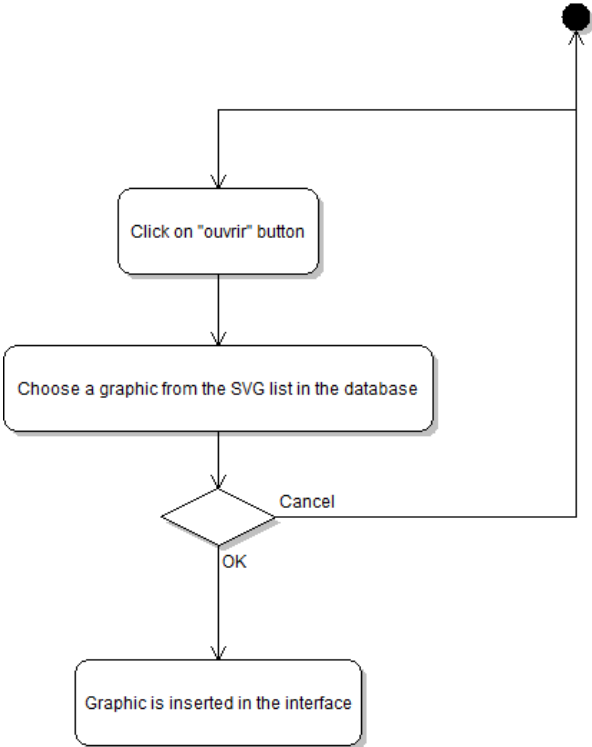 Click on "ouvrir" button
Choose a graphic from the SVG list in the database
Cancel
OK
Graphic is inserted in the interface